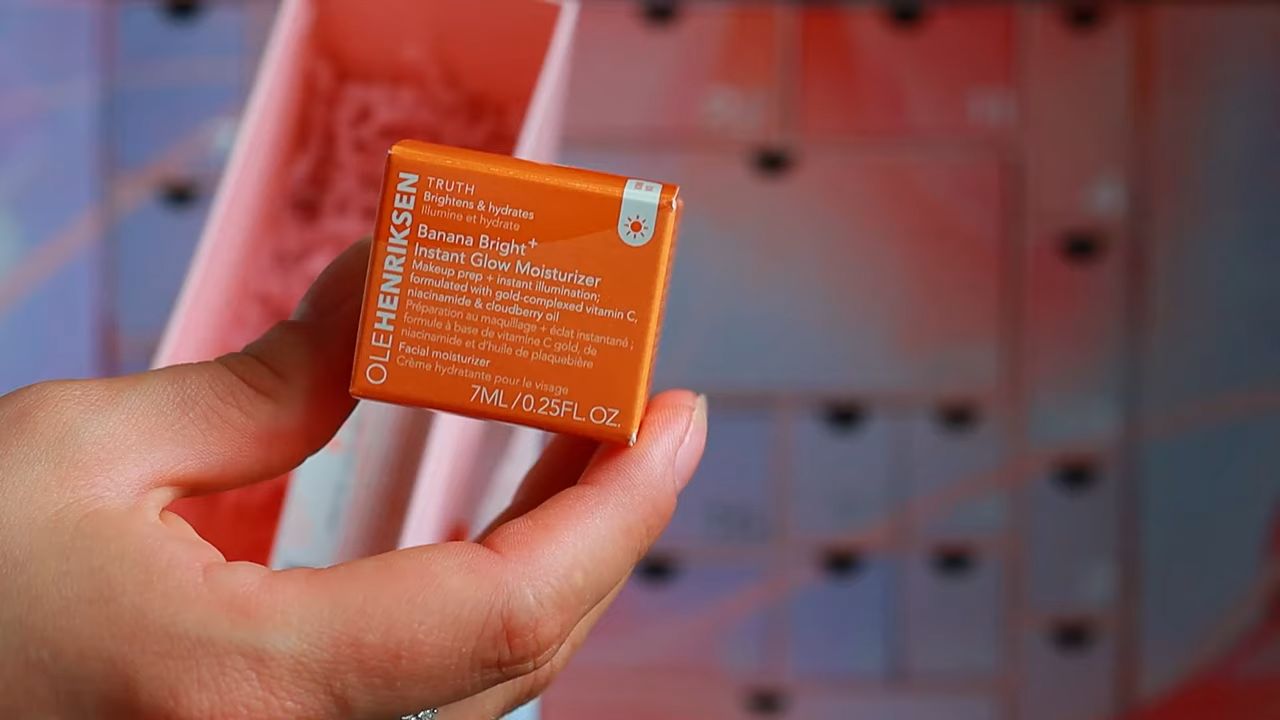 OLEHENRIKSEN
TRUTH
Brightens & hydrates
Illumine et hydrate
Banana Bright+
Instant Glow Moisturizer
Makeup prep + instant illumination;
formulated with gold-complexed vitamin C,
niacinamide & cloudberry oil
Préparation au maquillage + éclat instantané ;
formule à base de vitamine C gold, de
niacinamide et d'huile de plaquebière
Facial moisturizer
Crème hydratante pour le visage
7ML/0.25FL. OZ.